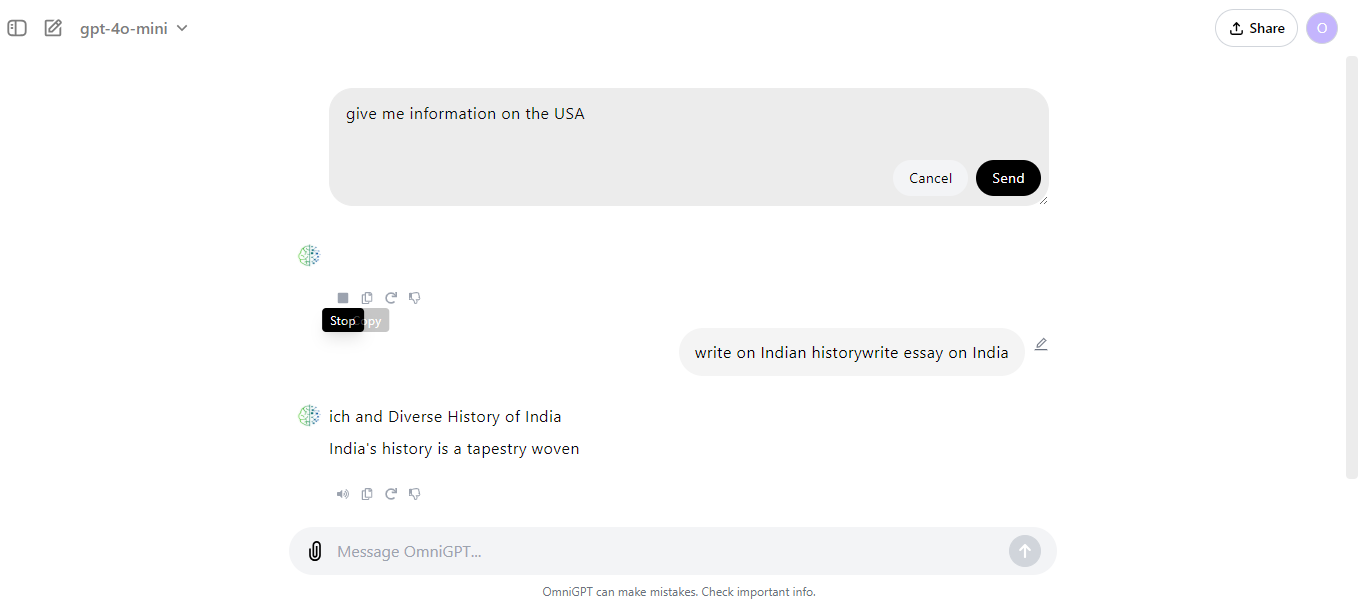 gpt-4o-mini
Share
O
give me information on the USA
Cancel
Send
Stop
opy
write on Indian historywrite essay on India
ich and Diverse History of India
India's history is a tapestry woven
Message OmniGPT...
OmniGPT can make mistakes. Check important info.